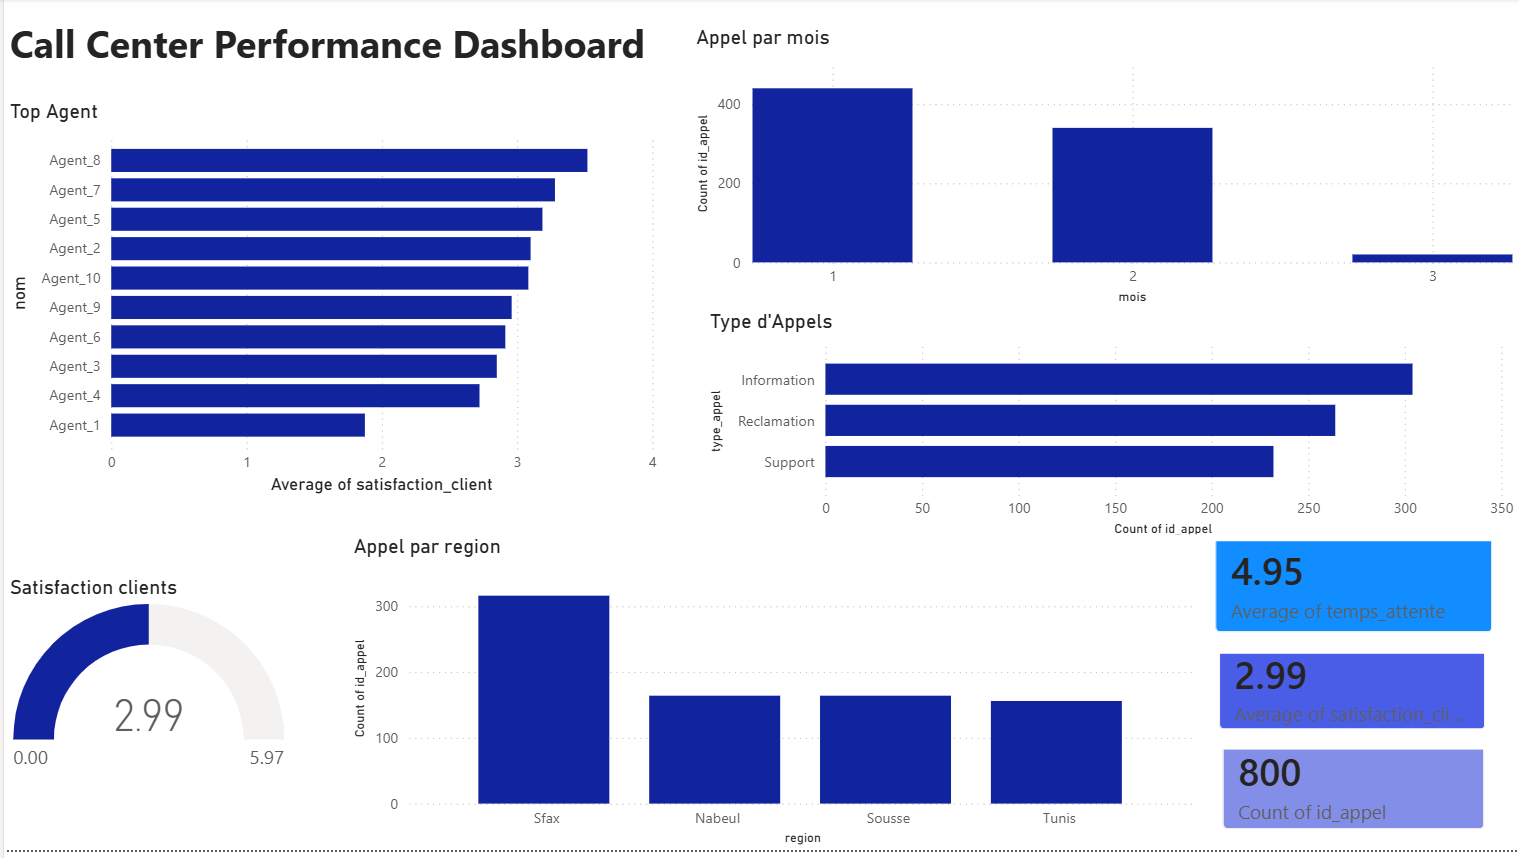 Call Center Performance Dashboard
Top Agent
nom
Agent_8
Agent_7
Agent_5
Agent_2
Agent_10
Agent_9
Agent_6
Agent_3
Agent_4
Agent_1
0 1 2 3 4
Average of satisfaction_client
Appel par mois
Count of id_appel
400
200
0
1 2 3
mois
Type d'Appels
type_appel
Information
Reclamation
Support
0 50 100 150 200 250 300 350
Count of id_appel
Satisfaction clients
2.99
0.00 5.97
Appel par region
Count of id_appel
300
200
100
0
Sfax Nabeul Sousse Tunis
region
4.95
Average of temps_attente
2.99
Average of satisfaction_cli...
800
Count of id_appel